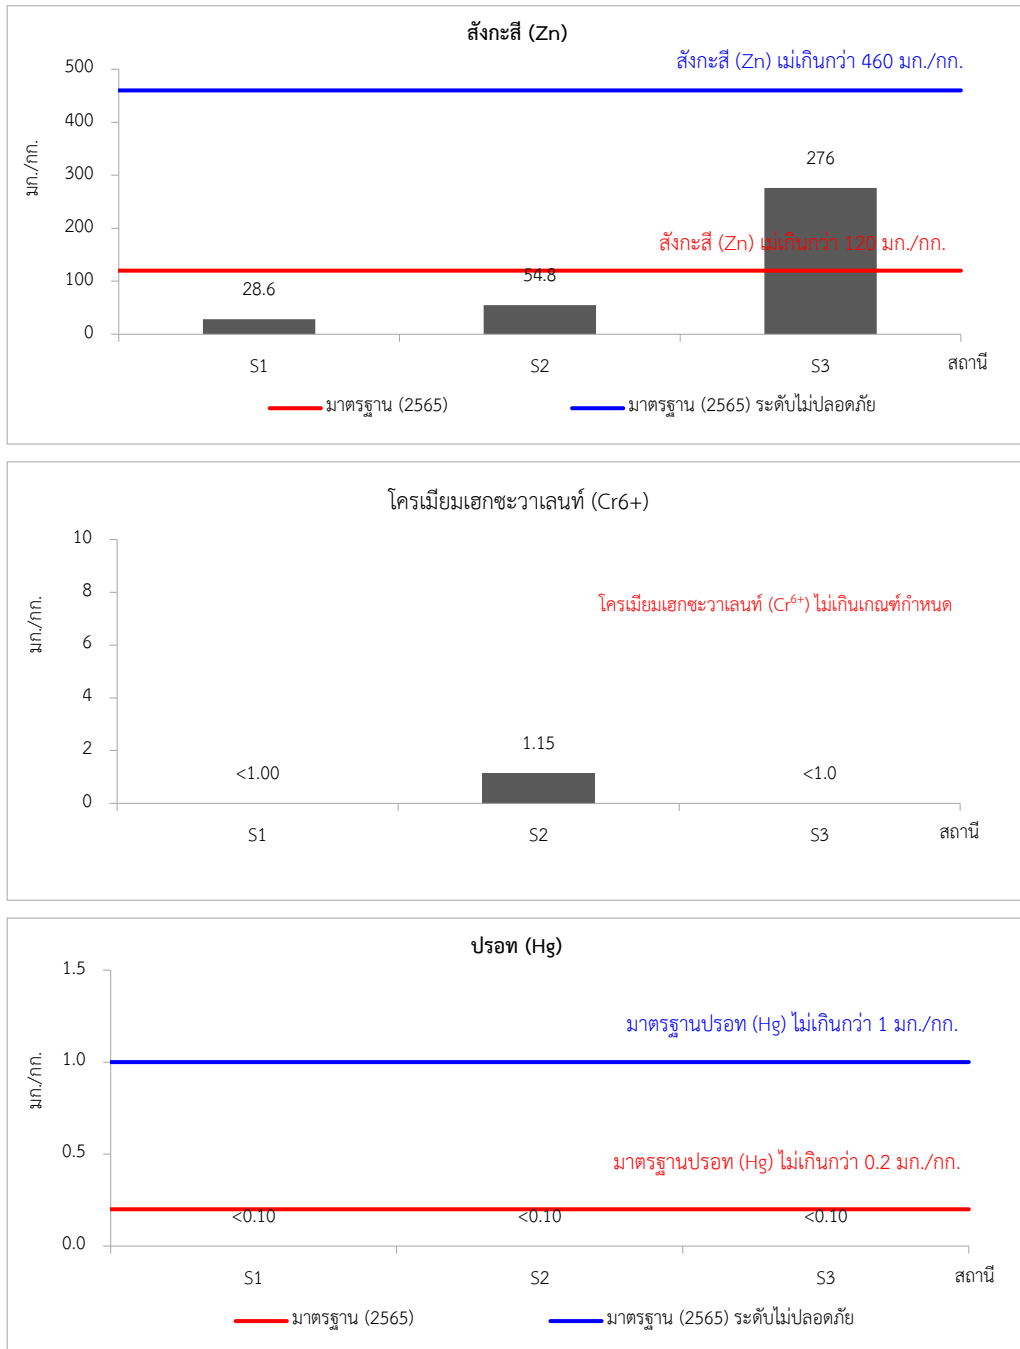 สังกะสี (Zn)
สังกะสี (Zn) เม่เกินกว่า 460 มก./กก.
500
400
300
200
100
0
มก./กก.
276
สังกะสี (Zn) เม่เกินกว่า 120 มก./กก.
54.8
28.6
S1 S2 S3 สถานี
มาตรฐาน (2565) มาตรฐาน (2565) ระดับไม่ปลอดภัย
โครเมียมเฮกซะวาเลนท์ (Cr6+)
10
8
6
4
2
0
มก./กก.
โครเมียมเฮกซะวาเลนท์ (Cr⁶⁺) ไม่เกินเกณฑ์กำหนด
<1.00 1.15 <1.0
S1 S2 S3 สถานี
ปรอท (Hg)
1.5
1.0
0.5
0.0
มก./กก.
มาตรฐานปรอท (Hg) ไม่เกินกว่า 1 มก./กก.
มาตรฐานปรอท (Hg) ไม่เกินกว่า 0.2 มก./กก.
<0.10 <0.10 <0.10
S1 S2 S3 สถานี
มาตรฐาน (2565) มาตรฐาน (2565) ระดับไม่ปลอดภัย